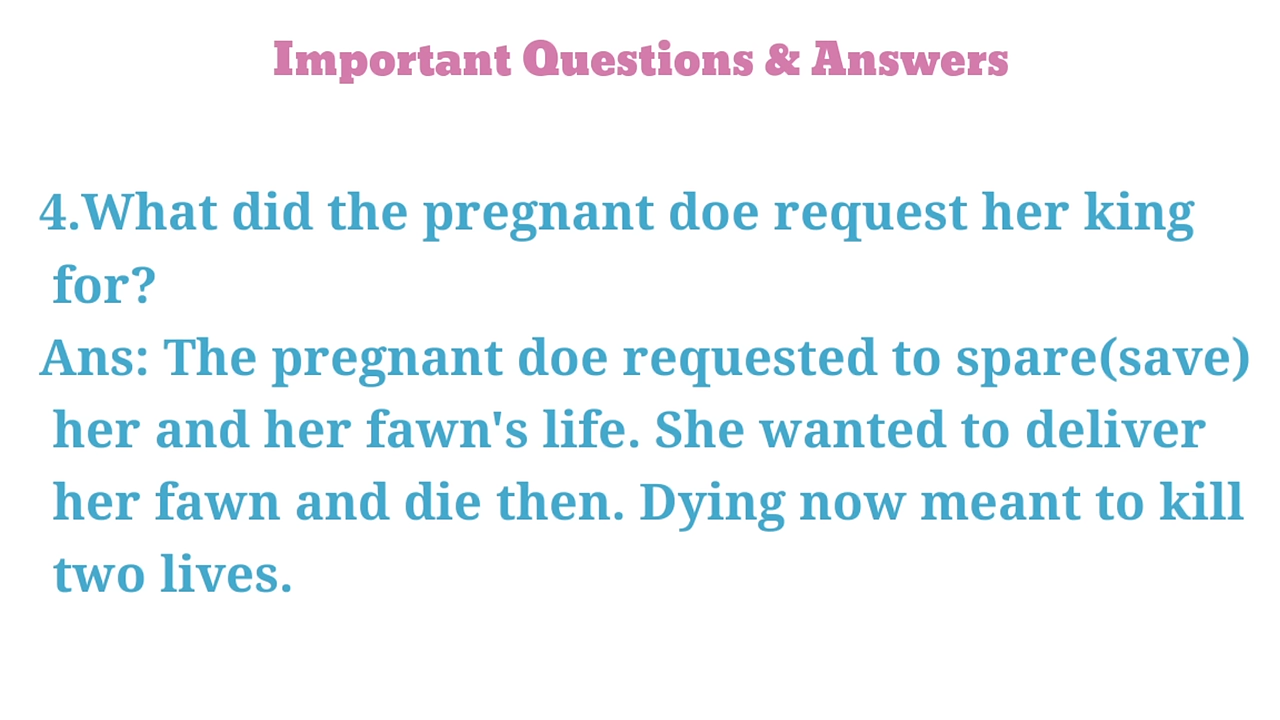 Important Questions & Answers
4.What did the pregnant doe request her king
for?
Ans: The pregnant doe requested to spare(save)
her and her fawn's life. She wanted to deliver
her fawn and die then. Dying now meant to kill
two lives.